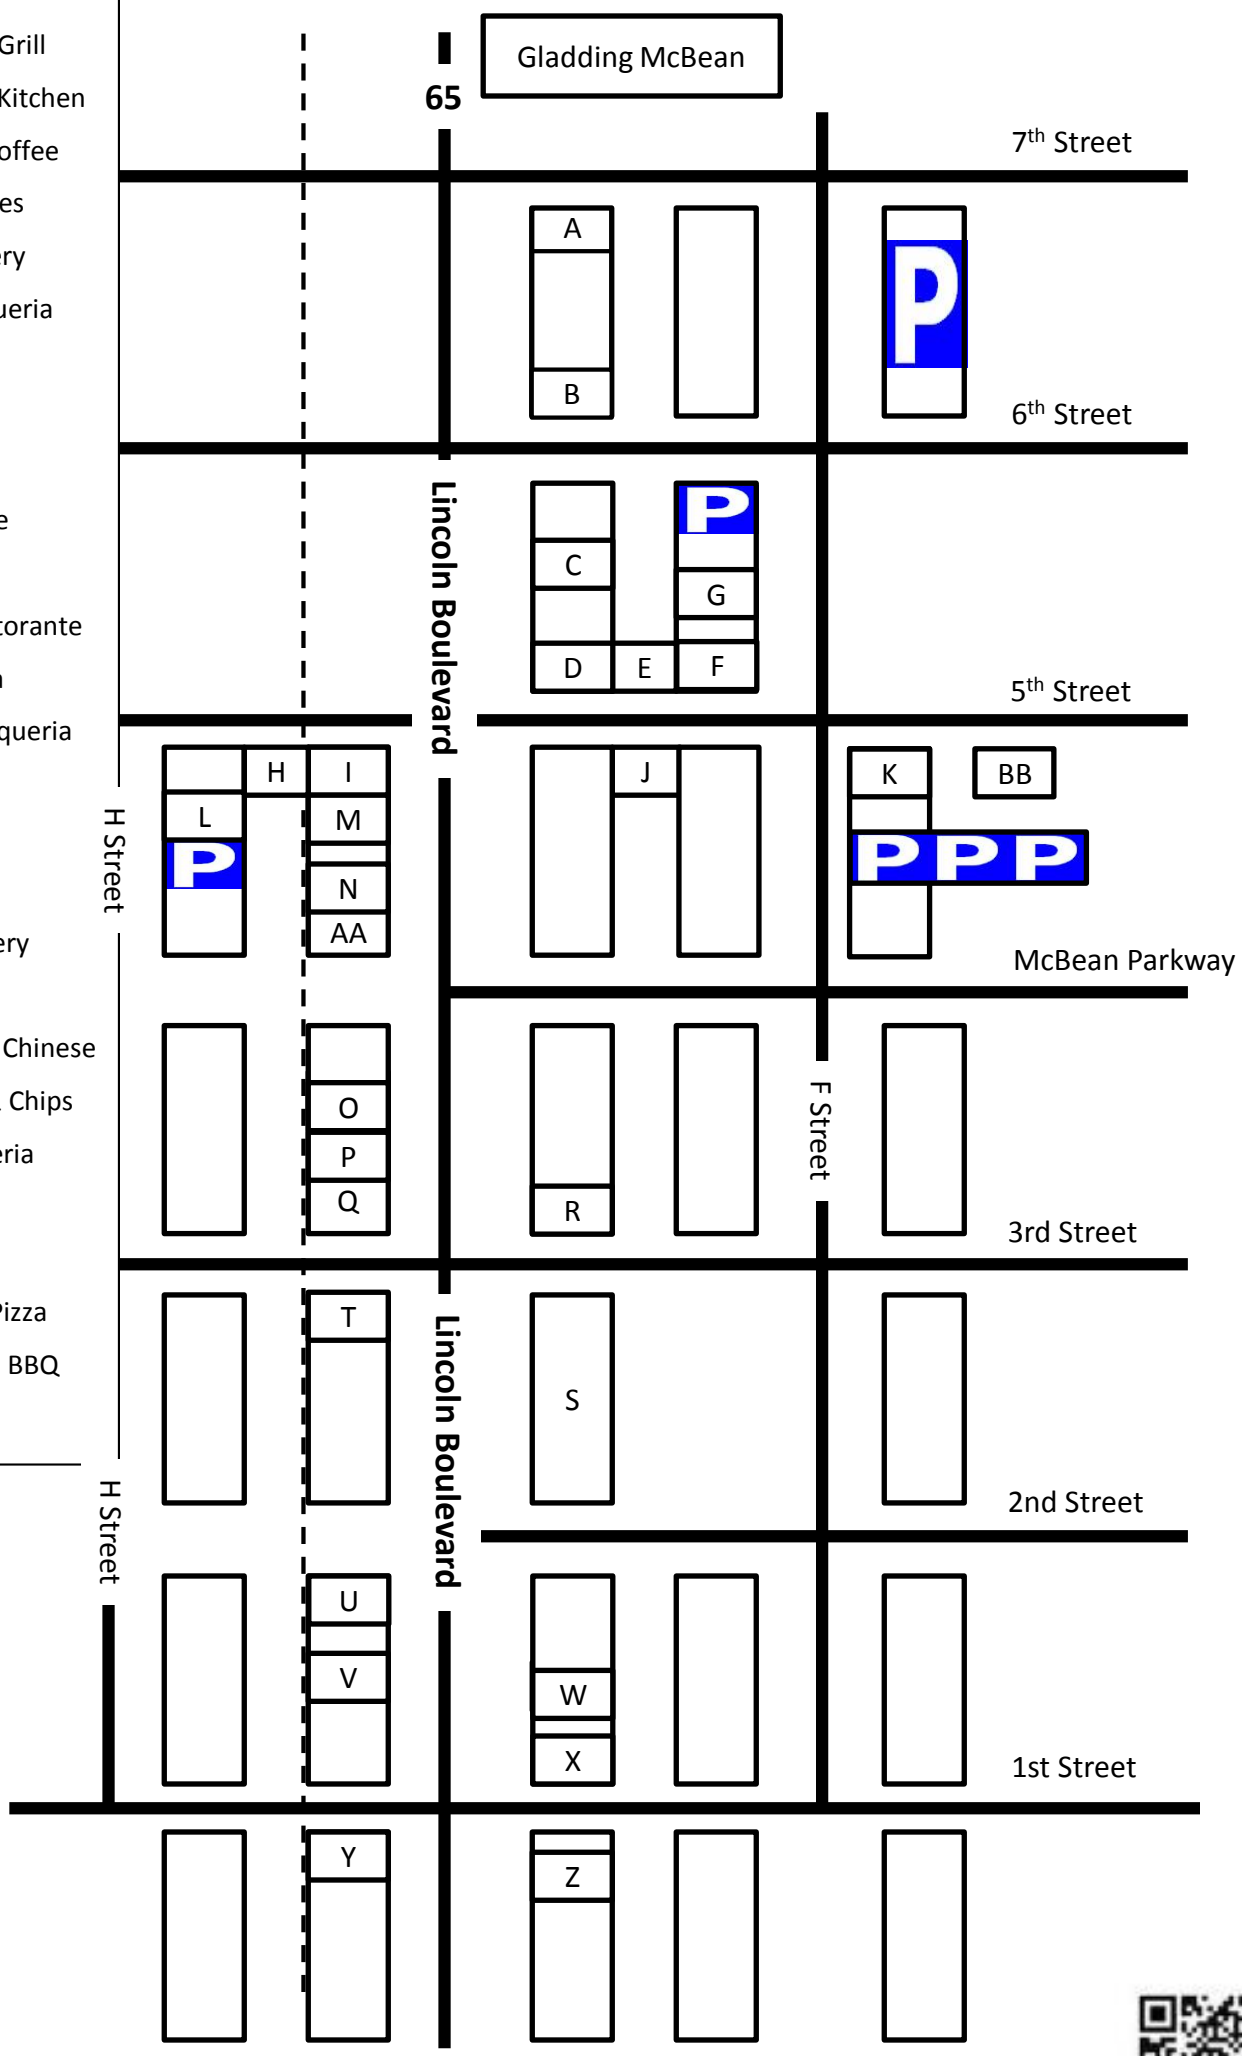 Grill
Kitchen
offee
es
ery
ueria
e
torante
n
queria
ery
Chinese
Chips
eria
Pizza
BBQ
Gladding McBean
65
7th Street
A
P
B
6th Street
Lincoln Boulevard
P
C
G
D E F
5th Street
H I J K BB
H Street
L M
P P P P
N
AA
McBean Parkway
O
F Street
P
Q
R
3rd Street
T
Lincoln Boulevard
S
H Street
2nd Street
U
V
W
X
1st Street
Y
Z